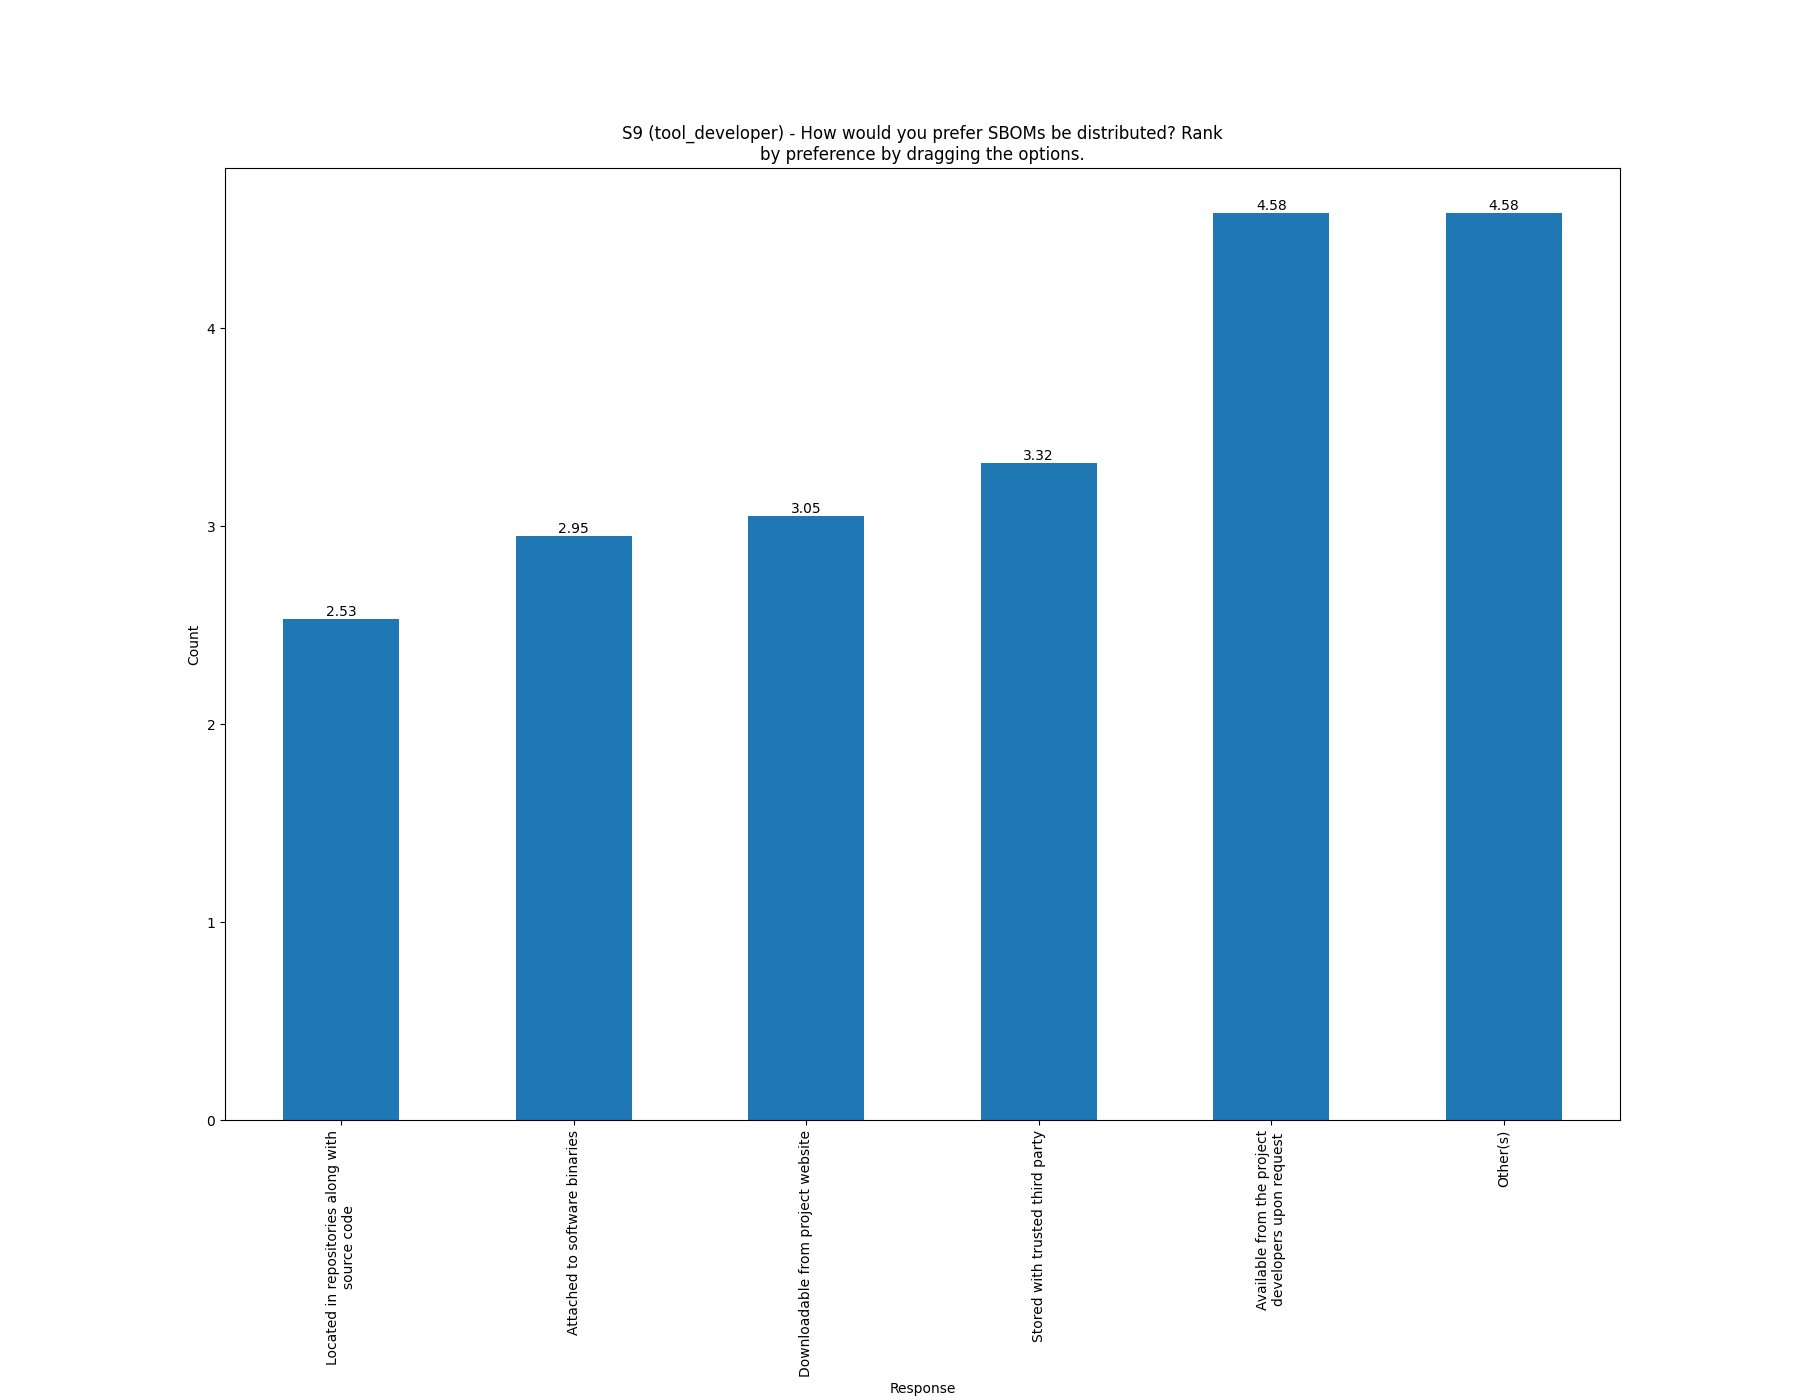 S9 (tool_developer) - How would you prefer SBOMs be distributed? Rank
by preference by dragging the options.
4.58
4.58
4
3.32
3.05
3
2.95
2.53
Count
2
1
0
Located in repositories along with
source code
Attached to software binaries
Downloadable from project website
Stored with trusted third party
Available from the project
developers upon request
Other(s)
Response